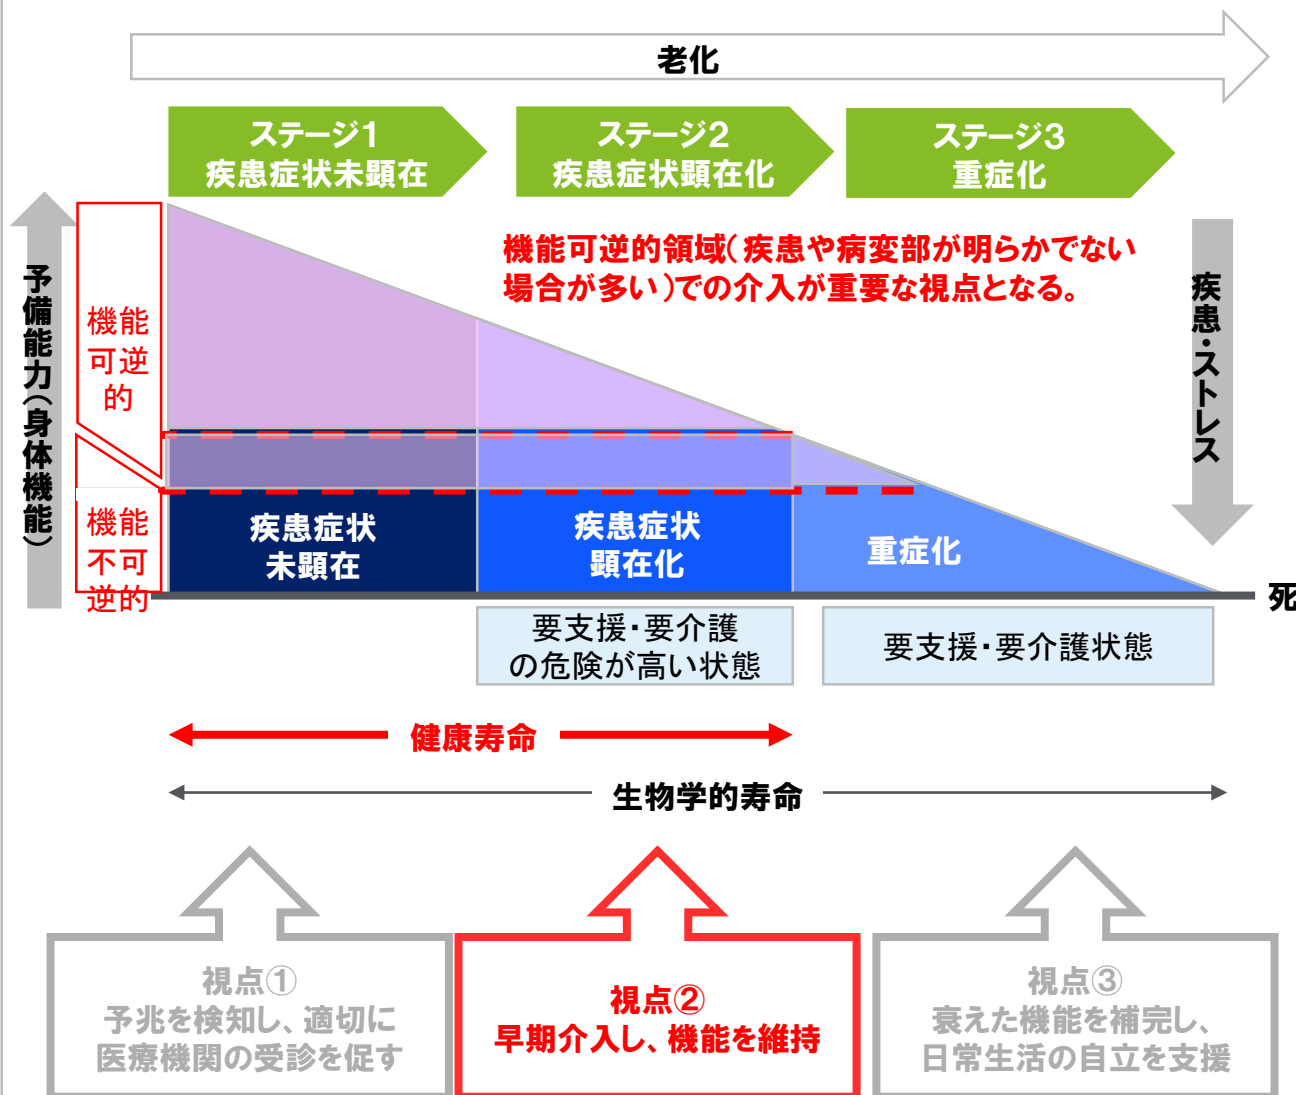 老化
ステージ1
疾患症状未顕在
ステージ2
疾患症状顕在化
ステージ3
重症化
機能可逆的領域(疾患や病変部が明らかでない
場合が多い)での介入が重要な視点となる。
予備能力(身体機能)
機能
可逆
的
機能
不可
逆的
疾患・ストレス
疾患症状
未顕在
疾患症状
顕在化
重症化
死
要支援・要介護
の危険が高い状態
要支援・要介護状態
健康寿命
生物学的寿命
視点①
予兆を検知し、適切に
医療機関の受診を促す
視点②
早期介入し、機能を維持
視点③
衰えた機能を補完し、
日常生活の自立を支援